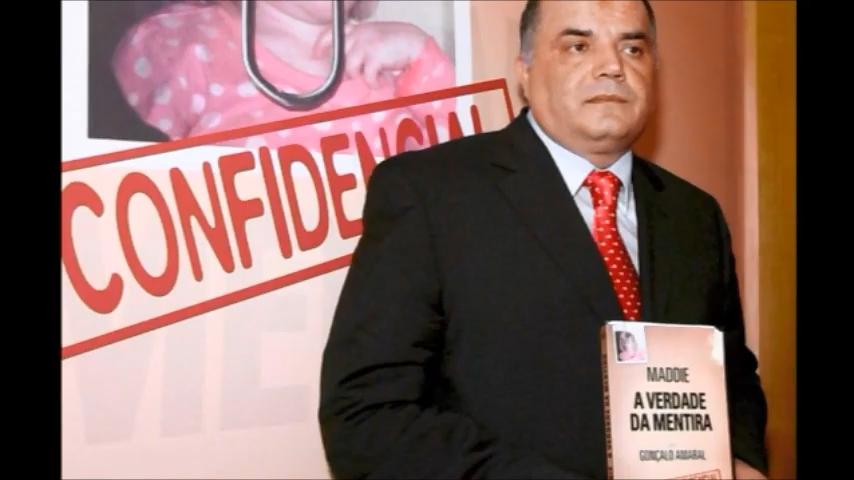 CONFIDENCIAL
MADDIE
A VERDADE
DA MENTIRA
GONÇALO AMARAL